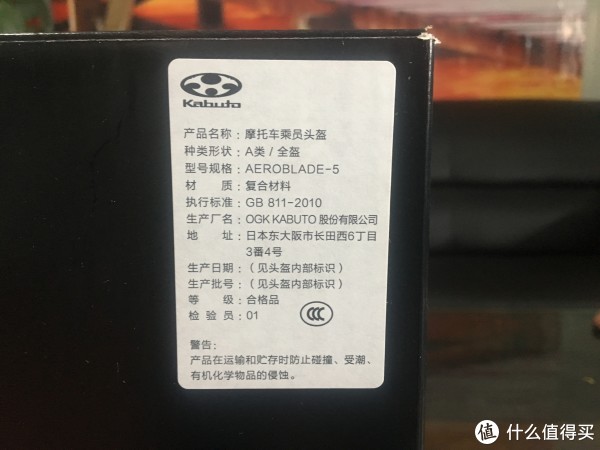 Kabuto
产品名称：摩托车乘员头盔
种类形状：A类/全盔
型号规格：AEROBLADE-5
材　　质：复合材料
执行标准：GB 811-2010
生产厂名：OGK KABUTO 股份有限公司
地　　址：日本东大阪市长田西6丁目
3番4号
生产日期：（见头盔内部标识）
生产批号：（见头盔内部标识）
等　　级：合格品
检 验 员：01
CCC
警告：
产品在运输和贮存时防止碰撞、受潮、
有机化学物品的侵蚀。
值 什么值得买